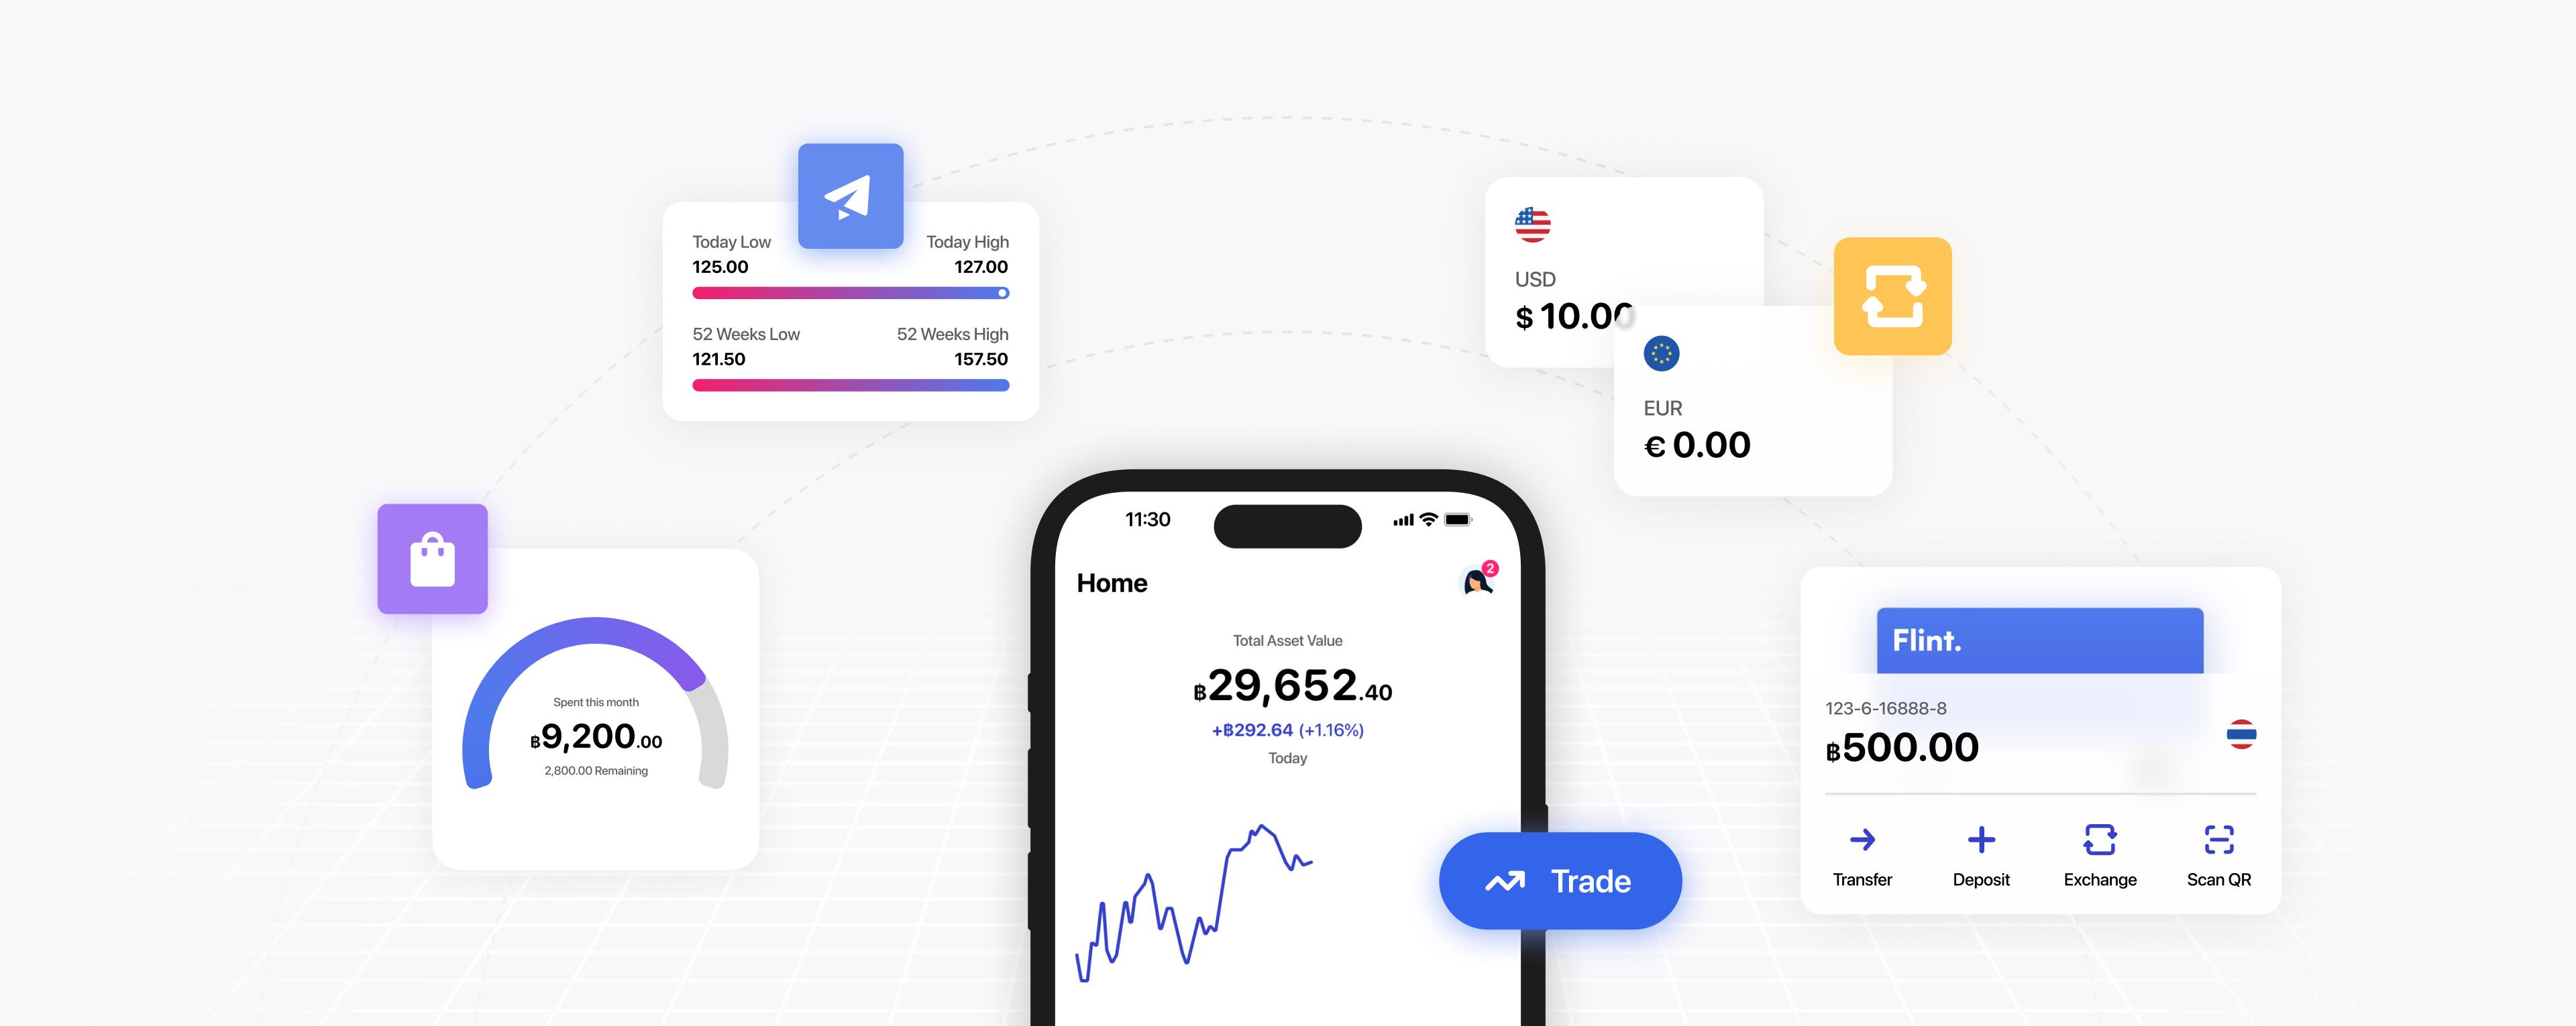 Today Low Today High
125.00 127.00
52 Weeks Low 52 Weeks High
121.50 157.50
USD
$ 10.00
EUR
€ 0.00
Spent this month
฿9,200.00
2,800.00 Remaining
11:30
Home
2
Total Asset Value
฿29,652.40
+฿292.64 (+1.16%)
Today
Trade
Flint.
123-6-16888-8
฿500.00
Transfer Deposit Exchange Scan QR